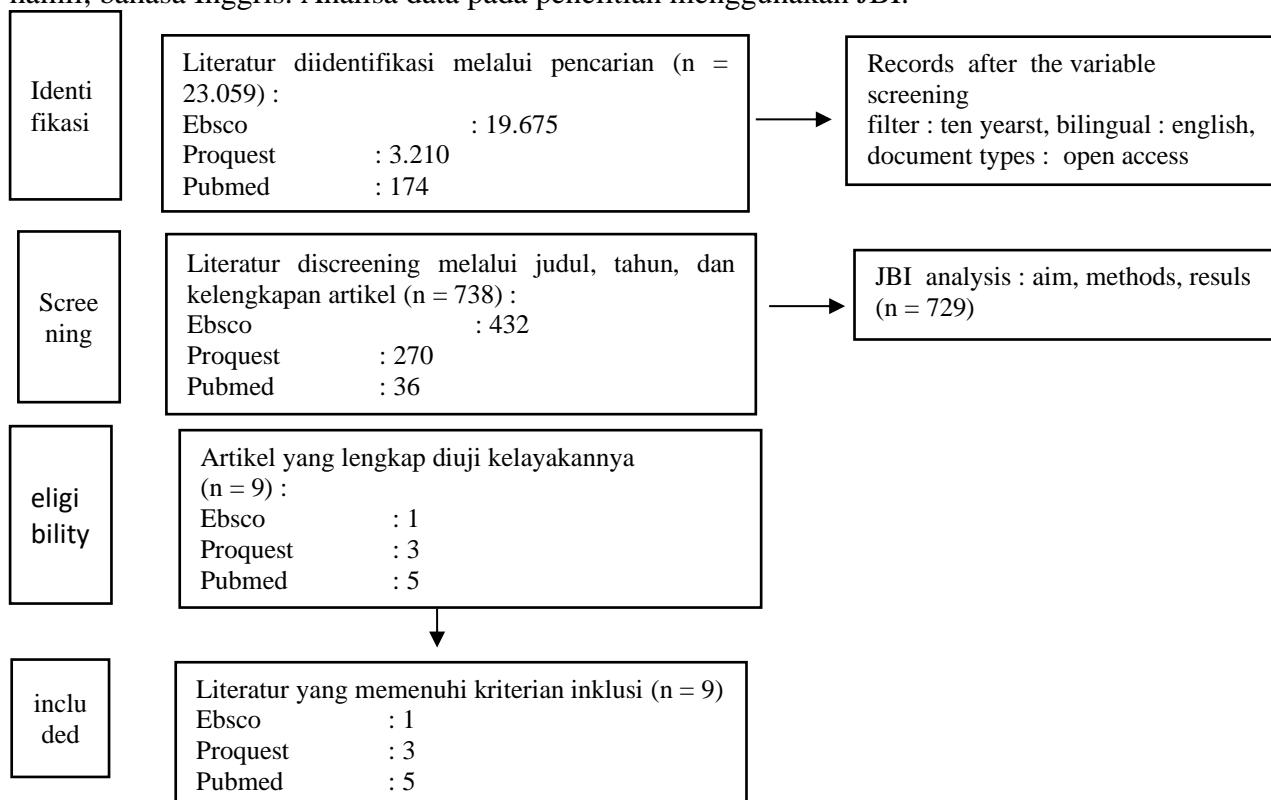 hamil, bahasa Inggris. Analisa data pada penelitian menggunakan JBI.
Identi
fikasi
Literatur diidentifikasi melalui pencarian (n =
23.059) :
Ebsco : 19.675
Proquest : 3.210
Pubmed : 174
Records after the variable
screening
filter : ten yearst, bilingual : english,
document types : open access
Scree
ning
Literatur discreening melalui judul, tahun, dan
kelengkapan artikel (n = 738) :
Ebsco : 432
Proquest : 270
Pubmed : 36
JBI analysis : aim, methods, resuls
(n = 729)
eligi
bility
Artikel yang lengkap diuji kelayakannya
(n = 9) :
Ebsco : 1
Proquest : 3
Pubmed : 5
inclu
ded
Literatur yang memenuhi kriterian inklusi (n = 9)
Ebsco : 1
Proquest : 3
Pubmed : 5